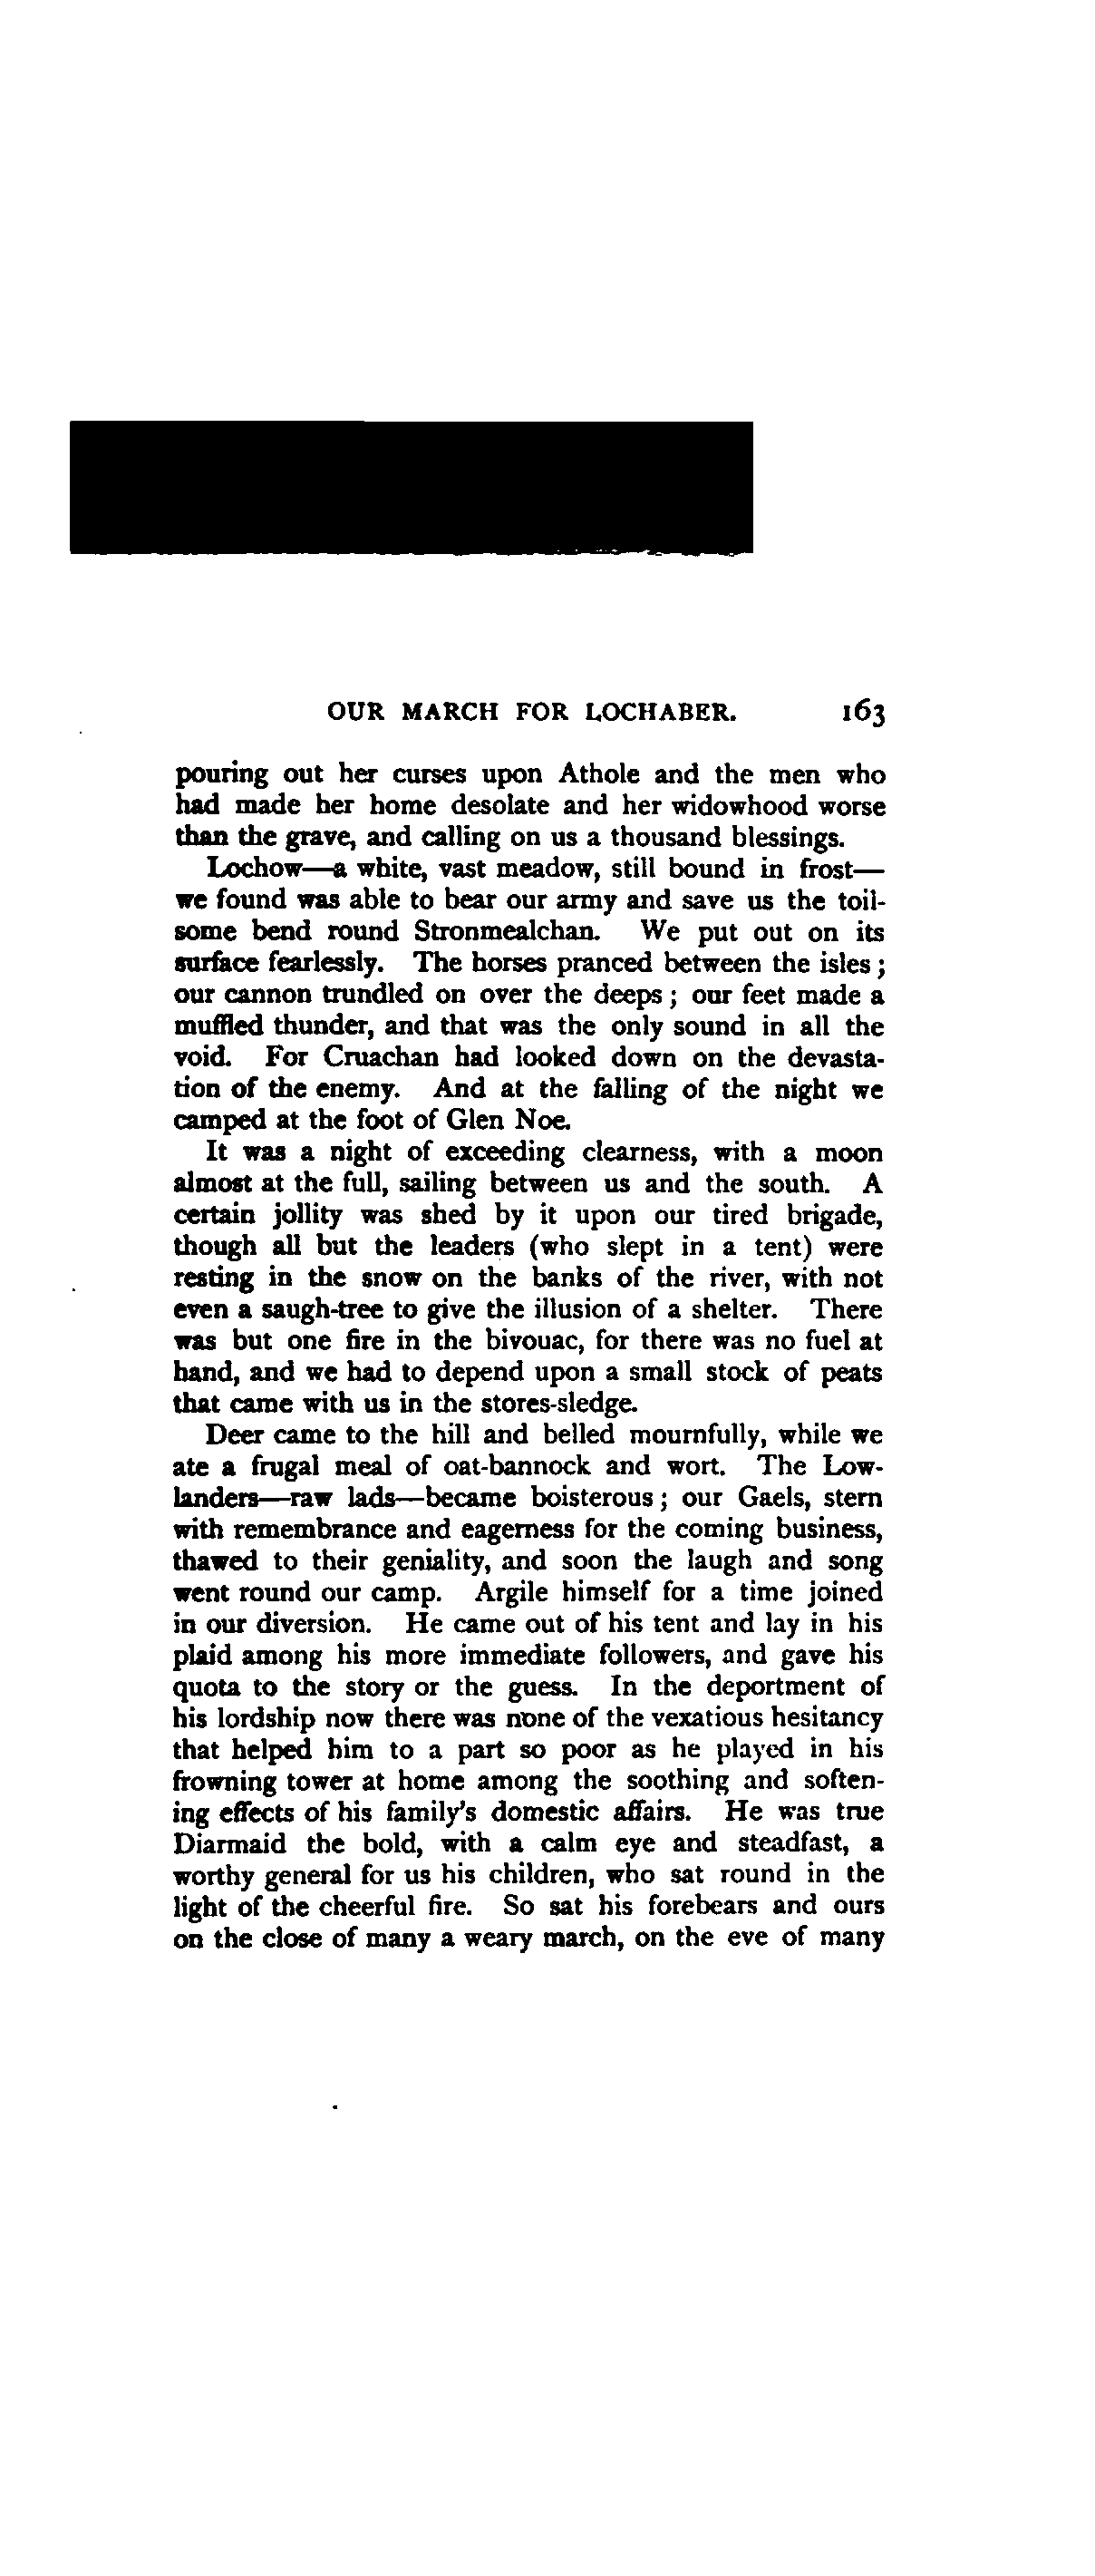 OUR MARCH FOR LOCHABER. 163
pouring out her curses upon Athole and the men who
had made her home desolate and her widowhood worse
than the grave, and calling on us a thousand blessings.
Lochow—a white, vast meadow, still bound in frost—
we found was able to bear our army and save us the toil-
some bend round Stronmealchan. We put out on its
surface fearlessly. The horses pranced between the isles;
our cannon trundled on over the deeps; our feet made a
muffled thunder, and that was the only sound in all the
void. For Cruachan had looked down on the devasta-
tion of the enemy. And at the falling of the night we
camped at the foot of Glen Noe.
It was a night of exceeding clearness, with a moon
almost at the full, sailing between us and the south. A
certain jollity was shed by it upon our tired brigade,
though all but the leaders (who slept in a tent) were
resting in the snow on the banks of the river, with not
even a saugh-tree to give the illusion of a shelter. There
was but one fire in the bivouac, for there was no fuel at
hand, and we had to depend upon a small stock of peats
that came with us in the stores-sledge.
Deer came to the hill and belled mournfully, while we
ate a frugal meal of oat-bannock and wort. The Low-
landers—raw lads—became boisterous; our Gaels, stern
with remembrance and eagerness for the coming business,
thawed to their geniality, and soon the laugh and song
went round our camp. Argile himself for a time joined
in our diversion. He came out of his tent and lay in his
plaid among his more immediate followers, and gave his
quota to the story or the guess. In the deportment of
his lordship now there was none of the vexatious hesitancy
that helped him to a part so poor as he played in his
frowning tower at home among the soothing and soften-
ing effects of his family's domestic affairs. He was true
Diarmaid the bold, with a calm eye and steadfast, a
worthy general for us his children, who sat round in the
light of the cheerful fire. So sat his forebears and ours
on the close of many a weary march, on the eve of many